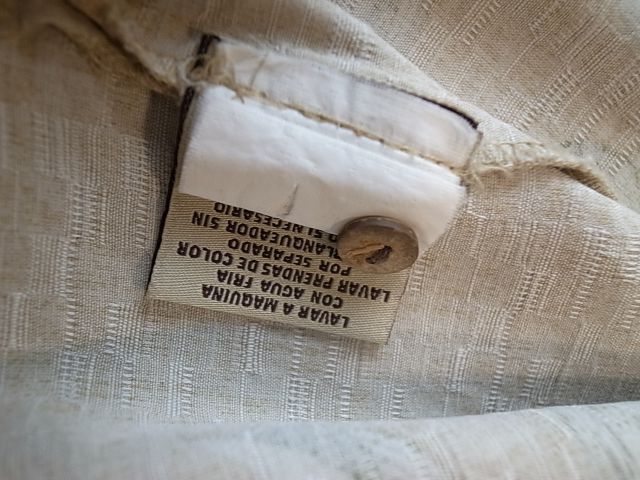 LAVAR A MAQUINA
CON AGUA FRIA
LAVAR PRENDAS DE COLOR
POR SEPARADO
BLANQUEADOR SIN
O SI NECESARIO